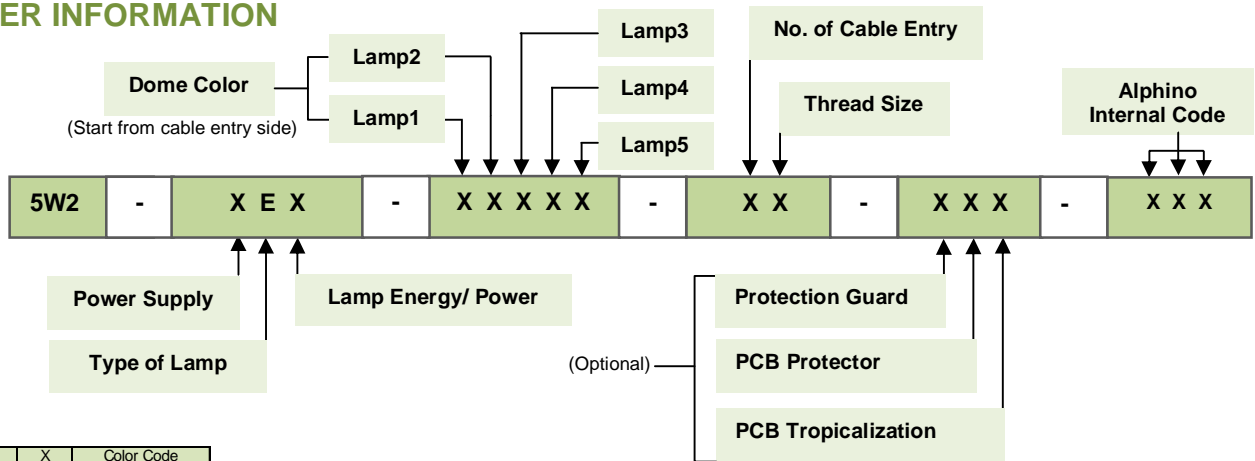 ER INFORMATION
Lamp3
No. of Cable Entry
Lamp2
Dome Color
Lamp4
Thread Size
Alphino
Internal Code
Lamp1
(Start from cable entry side)
Lamp5
5W2 - X E X - X X X X X - X X - X X X - X X X
Power Supply
Lamp Energy/ Power
Protection Guard
Type of Lamp
(Optional)
PCB Protector
PCB Tropicalization
X Color Code